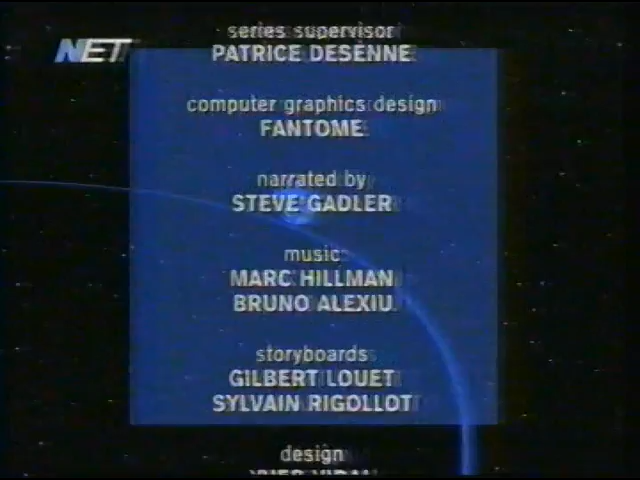 series supervisor
NET
PATRICE DESENNE
computer graphics design
FANTOME
narrated by
STEVE GADLER
music
MARC HILLMAN
BRUNO ALEXIU
storyboards
GILBERT LOUET
SYLVAIN RIGOLLOT
design